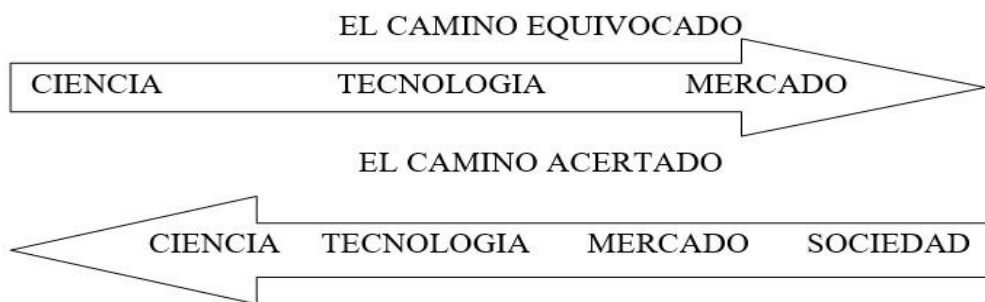 EL CAMINO EQUIVOCADO
CIENCIA TECNOLOGIA MERCADO
EL CAMINO ACERTADO
CIENCIA TECNOLOGIA MERCADO SOCIEDAD